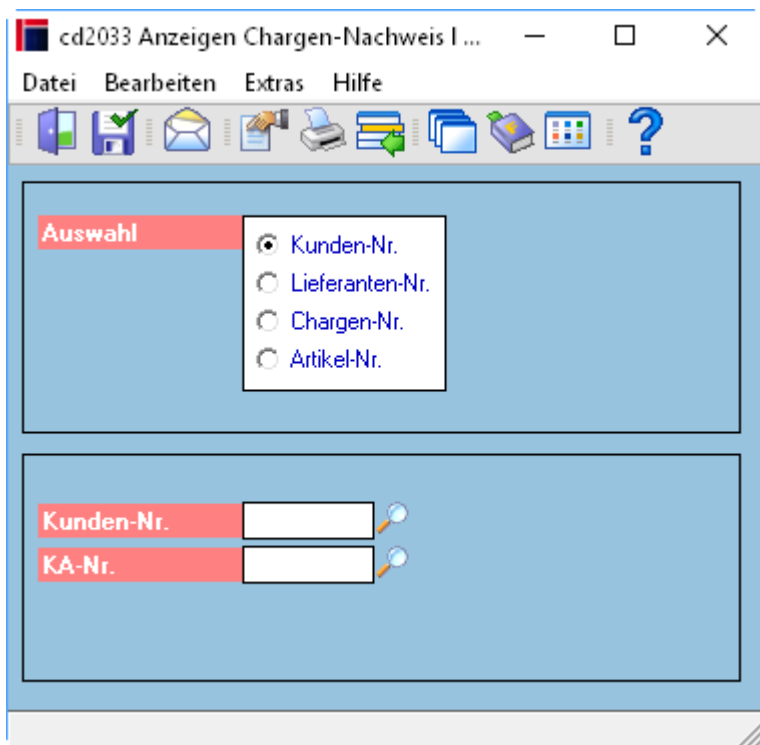 cd2033 Anzeigen Chargen-Nachweis I ...
Datei Bearbeiten Extras Hilfe
Auswahl
Kunden-Nr.
Lieferanten-Nr.
Chargen-Nr.
Artikel-Nr.
Kunden-Nr.
KA-Nr.